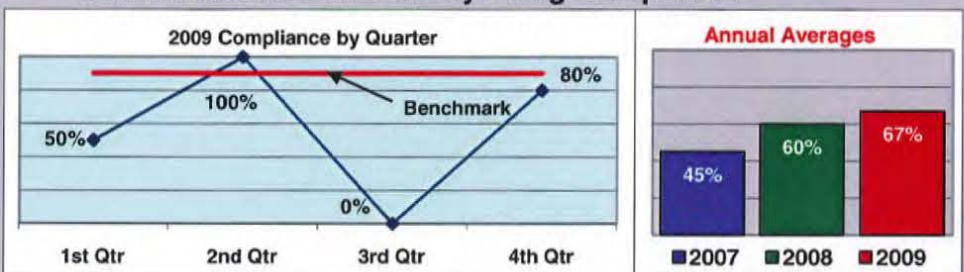 2009 Compliance by Quarter
50%
100%
0%
80%
Benchmark
1st Qtr 2nd Qtr 3rd Qtr 4th Qtr
Annual Averages
45%
60%
67%
2007 2008 2009